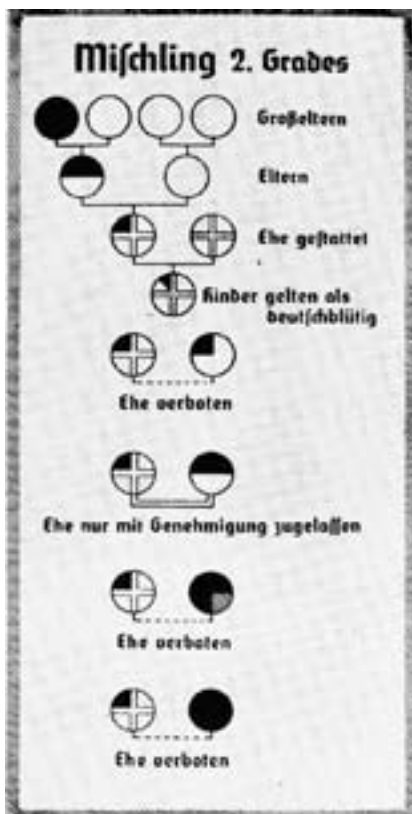 Mischling 2. Grades
Großeltern
Eltern
Ehe gestattet
Kinder gelten als
deutschblütig
Ehe verboten
Ehe nur mit Genehmigung zugelassen
Ehe verboten
Ehe verboten